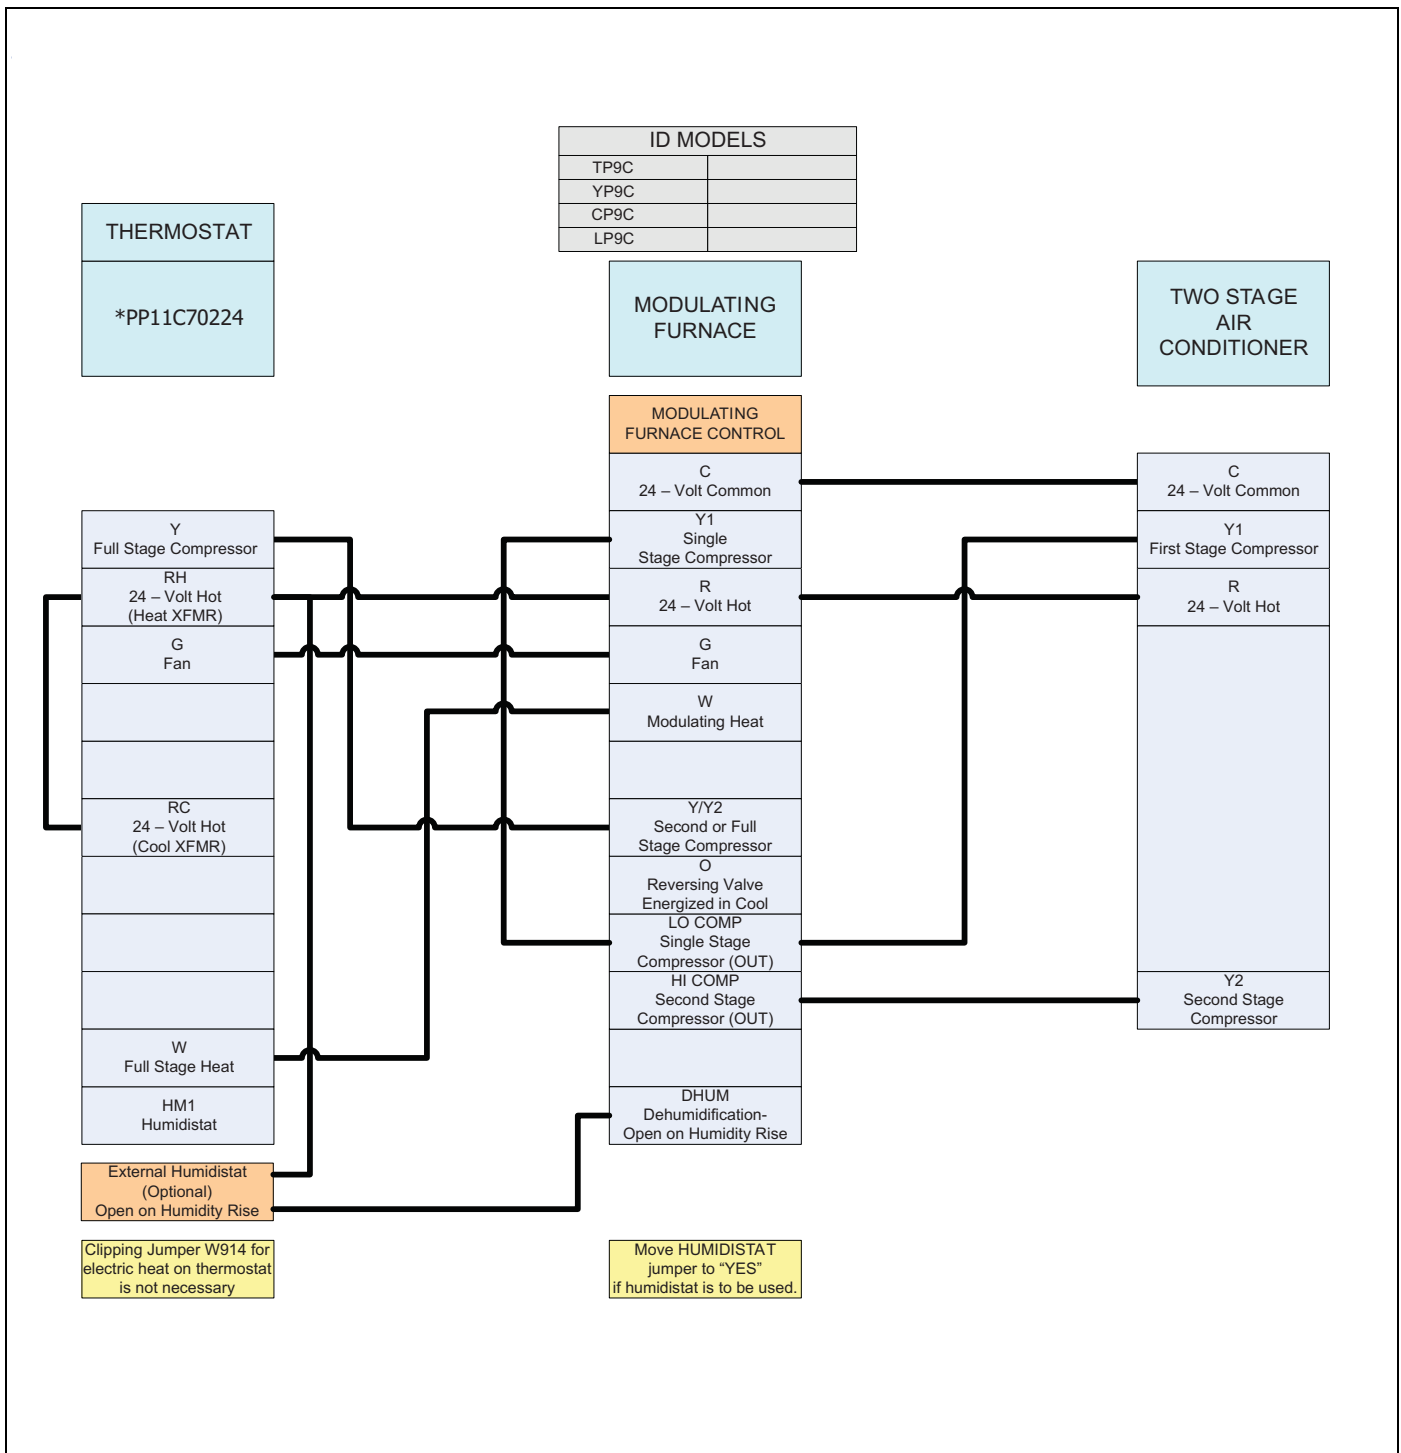 ID MODELS
TP9C
YP9C
CP9C
LP9C
THERMOSTAT
*PP11C70224
MODULATING
FURNACE
TWO STAGE
AIR
CONDITIONER
MODULATING
FURNACE CONTROL
C
24 – Volt Common
Y1
Single
Stage Compressor
R
24 – Volt Hot
G
Fan
W
Modulating Heat
Y/Y2
Second or Full
Stage Compressor
O
Reversing Valve
Energized in Cool
LO COMP
Single Stage
Compressor (OUT)
HI COMP
Second Stage
Compressor (OUT)
DHUM
Dehumidification-
Open on Humidity Rise
C
24 – Volt Common
Y1
First Stage Compressor
R
24 – Volt Hot
Y2
Second Stage
Compressor
Y
Full Stage Compressor
RH
24 – Volt Hot
(Heat XFMR)
G
Fan
RC
24 – Volt Hot
(Cool XFMR)
W
Full Stage Heat
HM1
Humidistat
External Humidistat
(Optional)
Open on Humidity Rise
Clipping Jumper W914 for
electric heat on thermostat
is not necessary
Move HUMIDISTAT
jumper to “YES”
if humidistat is to be used.